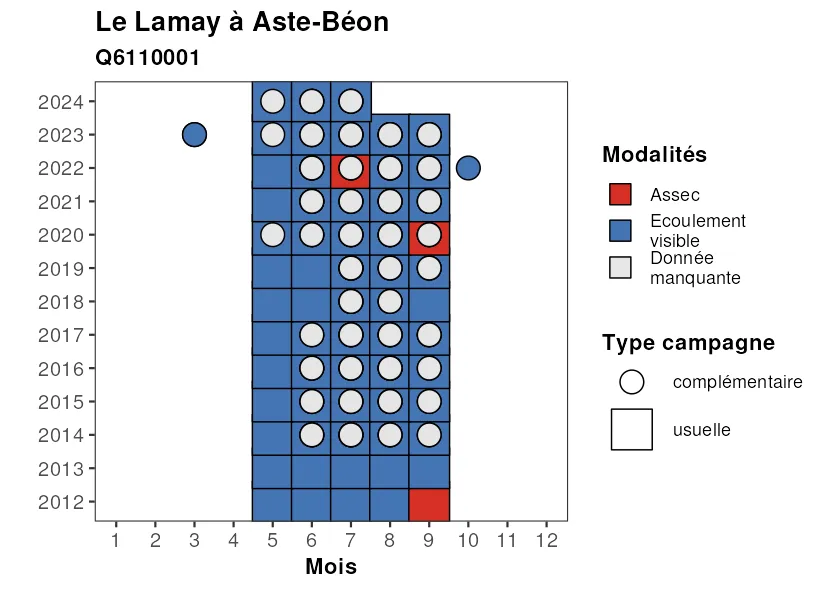 Le Lamay à Aste-Béon
Q6110001
2024
2023
2022
2021
2020
2019
2018
2017
2016
2015
2014
2013
2012
1 2 3 4 5 6 7 8 9 10 11 12
Mois
Modalités
Assec
Ecoulement
visible
Donnée
manquante
Type campagne
complémentaire
usuelle